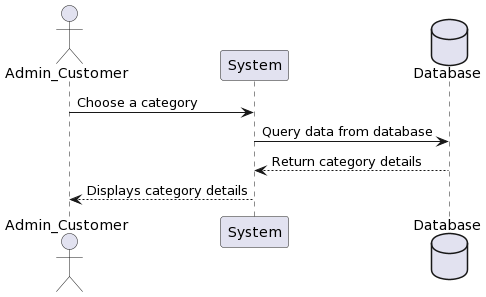 Admin_Customer
System
Database
Choose a category
Query data from database
Return category details
Displays category details
Admin_Customer
System
Database